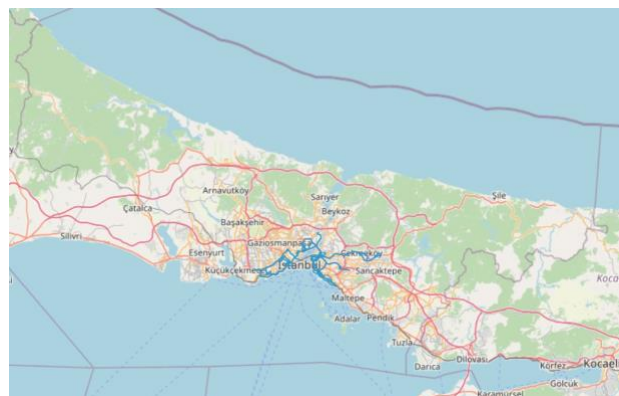 Şile
Sarıyer
Arnavutköy
Beykoz
Çatalca
Başakşehir
Silivri
Gaziosmanpaşa
Esenyurt
Çekmeköy
Küçükçekmece
İstanbul
Sancaktepe
Maltepe
Adalar
Pendik
Tuzla
Dilovası
Darıca
Körfez
Kocaeli
Gölcük
Karamürsel